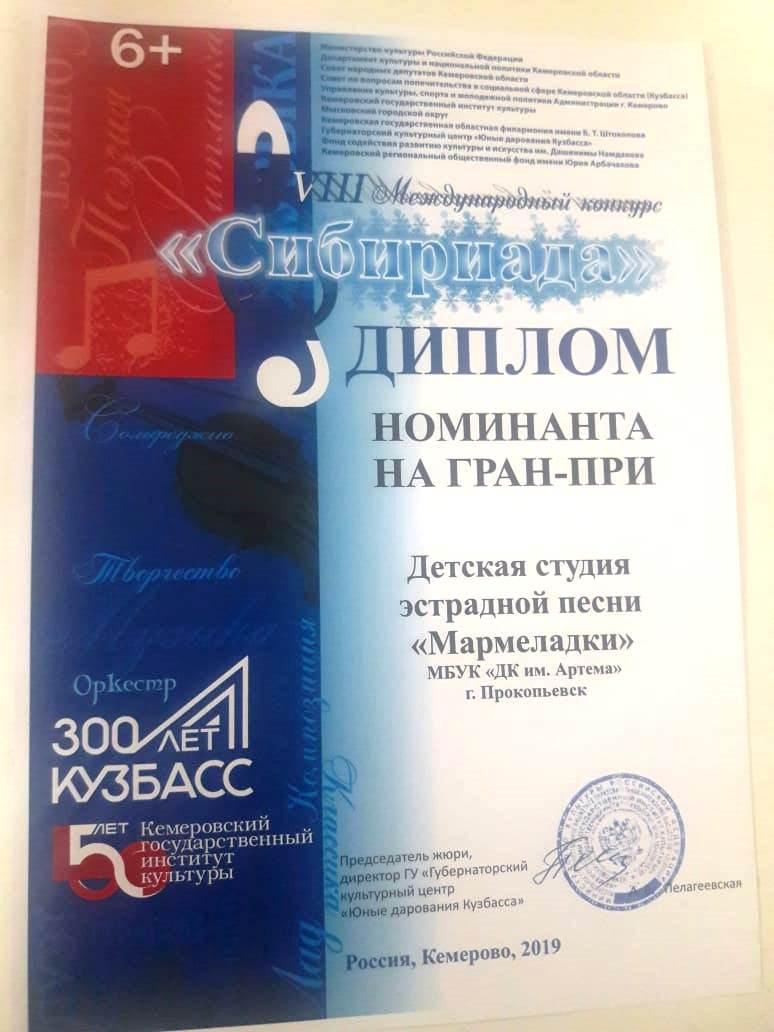 6+
Министерство культуры Российской Федерации
Департамент культуры и национальной политики Кемеровской области
Совет народных депутатов Кемеровской области
Совет по вопросам попечительства в социальной сфере Кемеровской области (Кузбасса)
Управление культуры, спорта и молодежной политики Администрации г. Кемерово
Кемеровский государственный институт культуры
Мысковский городской округ
Кемеровская государственная областная филармония имени Б. Т. Штоколова
Губернаторский культурный центр «Юные дарования Кузбасса»
Фонд содействия развитию культуры и искусства им. Дашинимы Намдакова
Кемеровский региональный общественный фонд имени Юрия Арбачакова
VIII Международный конкурс
«Сибириада»
ДИПЛОМ
НОМИНАНТА
НА ГРАН-ПРИ
Детская студия
эстрадной песни
«Мармеладки»
МБУК «ДК им. Артема»
г. Прокопьевск
Творчество
Музыка
Оркестр
Композиция
Лад
300 ЛЕТ
КУЗБАСС
50 ЛЕТ
Кемеровский
государственный
институт
культуры
Председатель жюри,
директор ГУ «Губернаторский
культурный центр
«Юные дарования Кузбасса»
Пелагеевская
Россия, Кемерово, 2019